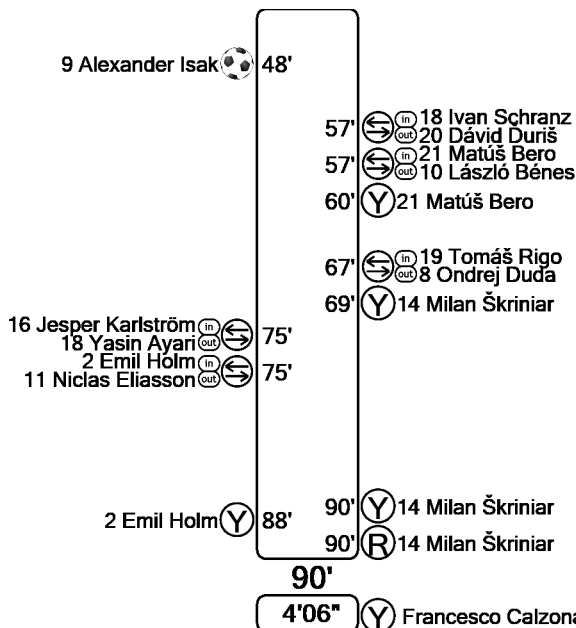 9 Alexander Isak 48'
57' in 18 Ivan Schranz
out 20 Dávid Ďuriš
57' in 21 Matúš Bero
out 10 László Bénes
60' Y 21 Matúš Bero
67' in 19 Tomáš Rigo
out 8 Ondrej Duda
69' Y 14 Milan Škriniar
16 Jesper Karlström in
18 Yasin Ayari out 75'
2 Emil Holm in
11 Niclas Eliasson out 75'
90' Y 14 Milan Škriniar
2 Emil Holm Y 88'
90' R 14 Milan Škriniar
90'
4'06" Y Francesco Calzona